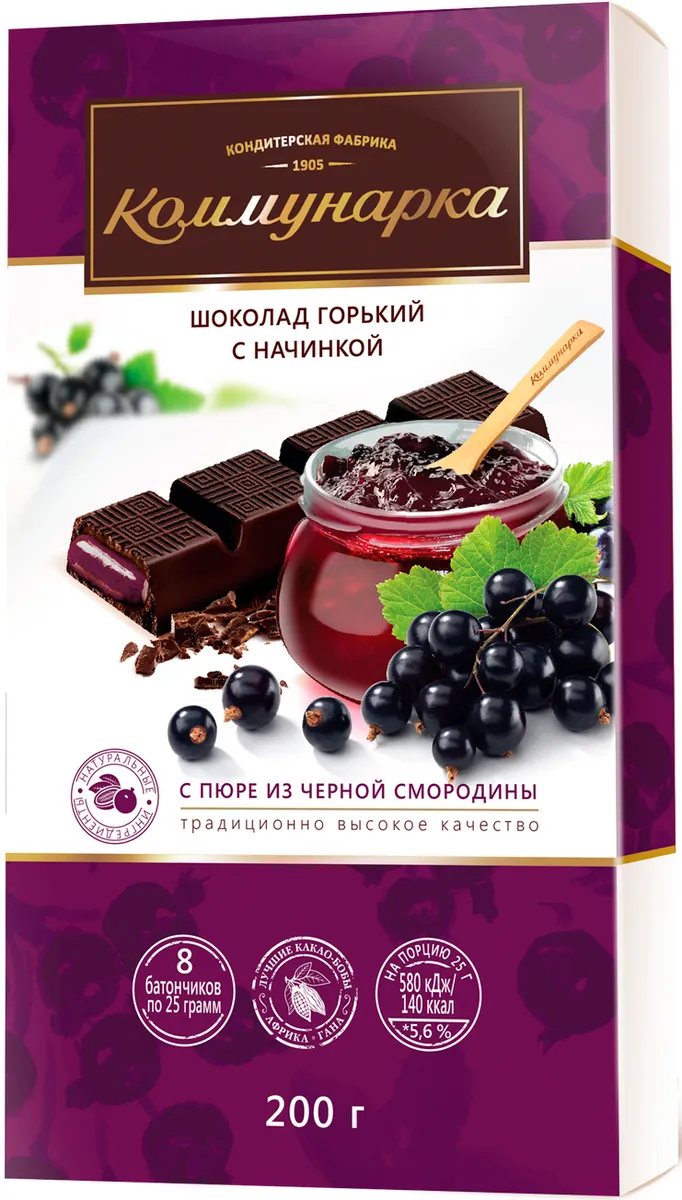 КОНДИТЕРСКАЯ ФАБРИКА
1905
Коммунарка
ШОКОЛАД ГОРЬКИЙ
С НАЧИНКОЙ
Коммунарка
НАТУРАЛЬНЫЕ
ИНГРЕДИЕНТЫ
С ПЮРЕ ИЗ ЧЕРНОЙ СМОРОДИНЫ
традиционно высокое качество
8
батончиков
по 25 грамм
ЛУЧШИЕ КАКАО-БОБЫ
АФРИКА • ГАНА
НА ПОРЦИЮ 25 Г
580 кДж/
140 ккал
*5,6 %
200 г